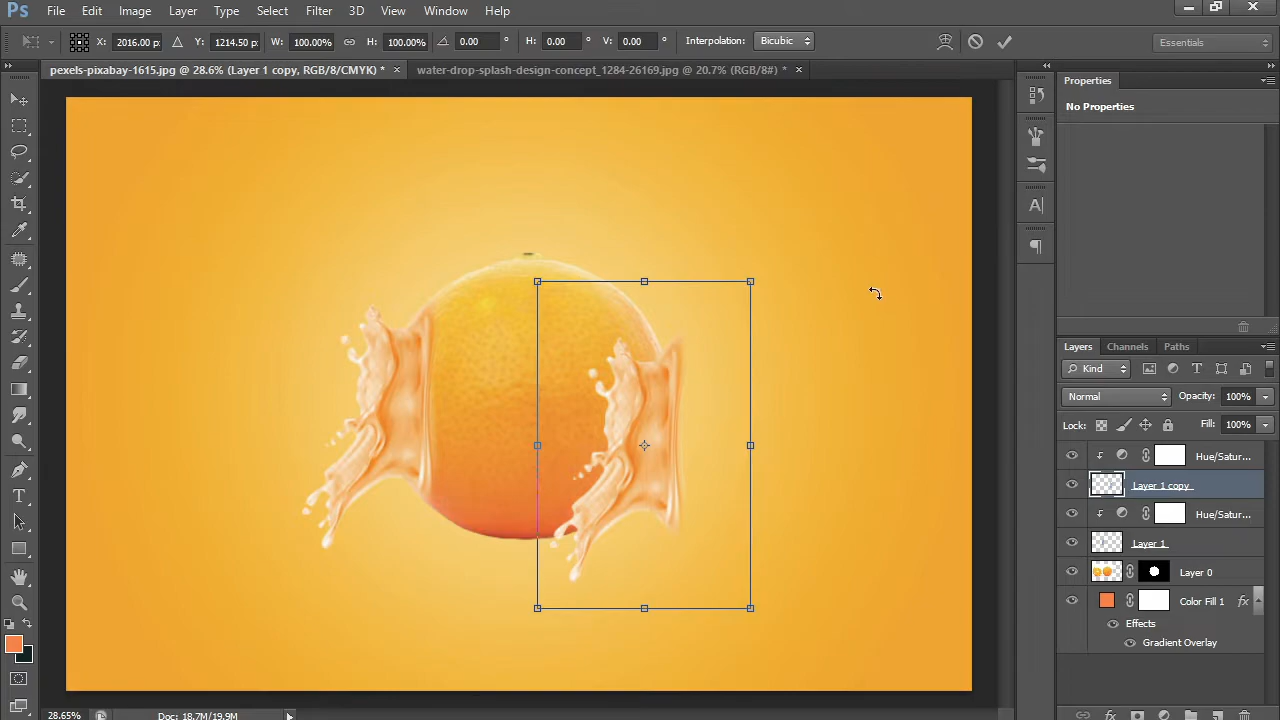 Ps File Edit Image Layer Type Select Filter 3D View Window Help
X: 2016.00 px Y: 1214.50 px W: 100.00% H: 100.00% 0.00 ° H: 0.00 ° V: 0.00 ° Interpolation: Bicubic Essentials
pexels-pixabay-1615.jpg @ 28.6% (Layer 1 copy, RGB/8/CMYK) * × water-drop-splash-design-concept_1284-26169.jpg @ 20.7% (RGB/8#) * ×
Properties
No Properties
Layers Channels Paths
Kind
Normal Opacity: 100%
Lock: Fill: 100%
Hue/Satur...
Layer 1 copy
Hue/Satur...
Layer 1
Layer 0
Color Fill 1 fx
Effects
Gradient Overlay
28.65% Doc: 18.7M/19.9M fx